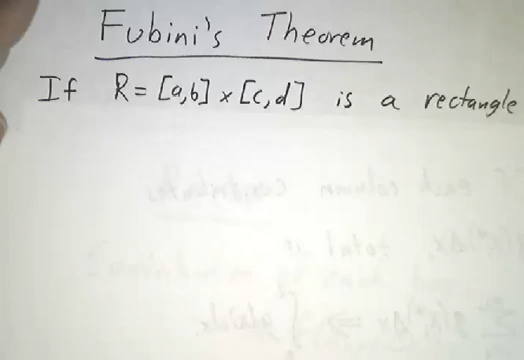 Fubini's Theorem
If R = [a,b] × [c,d] is a rectangle